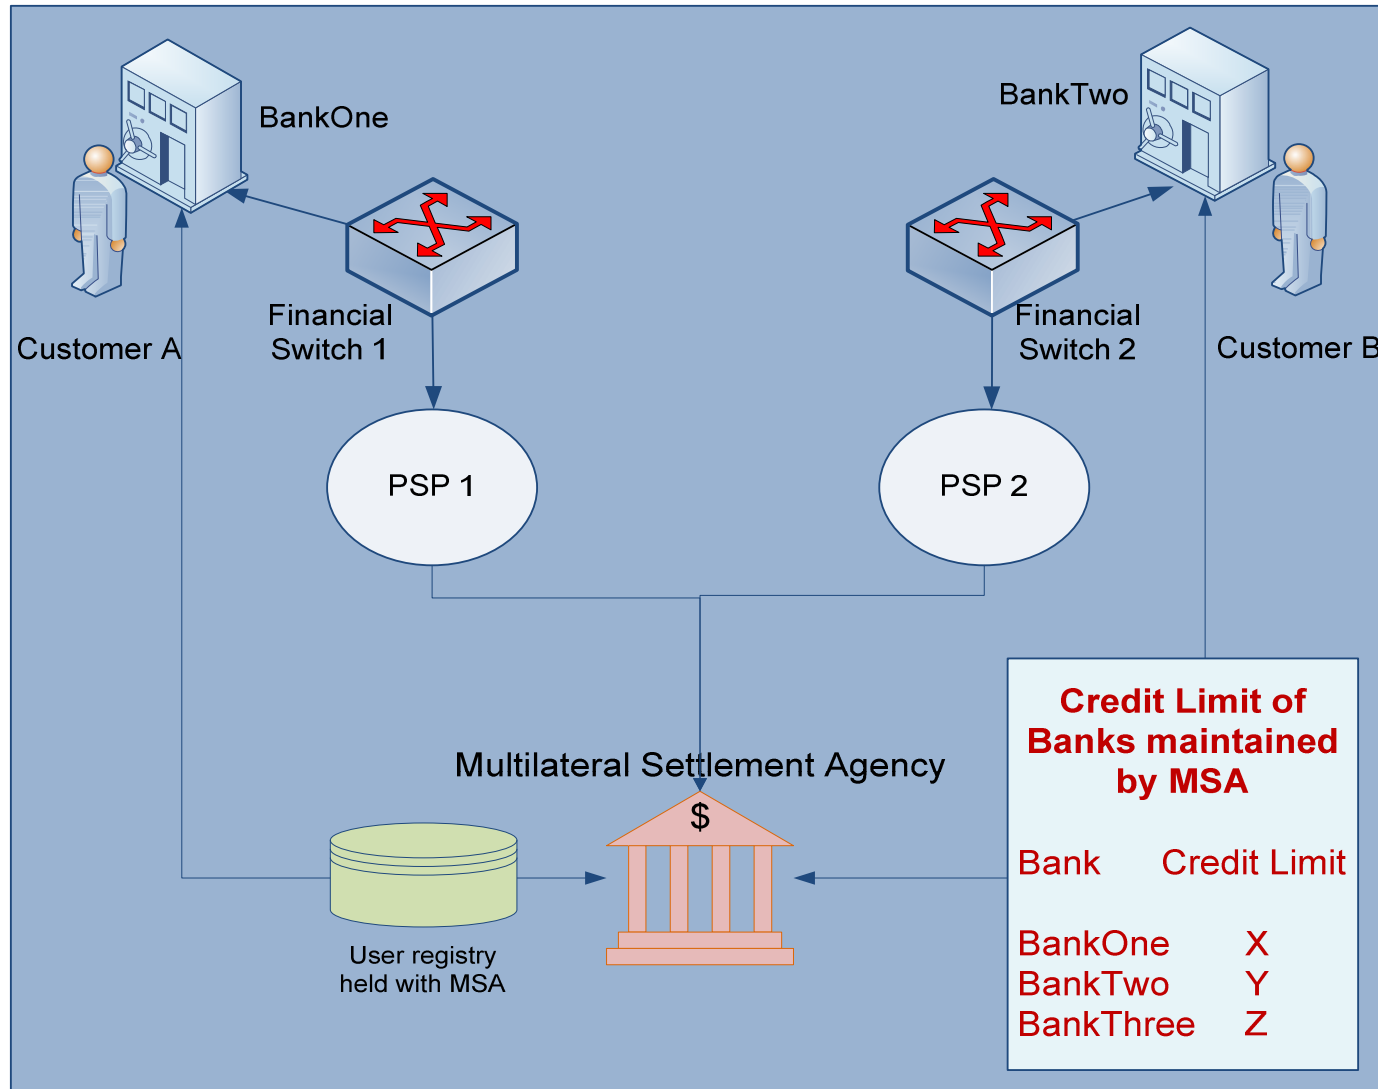 BankOne
BankTwo
Financial
Switch 1
Financial
Switch 2
Customer A
Customer B
PSP 1
PSP 2
Multilateral Settlement Agency
$
User registry
held with MSA
Credit Limit of
Banks maintained
by MSA
Bank Credit Limit
BankOne X
BankTwo Y
BankThree Z